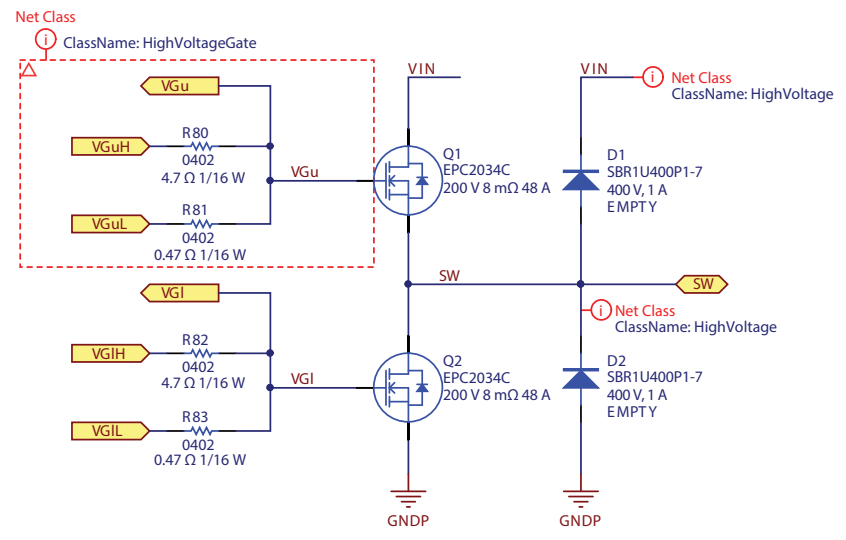 Net Class
i
ClassName: HighVoltageGate
VGu
R80
VGuH
0402
4.7 Ω 1/16 W
VGu
R81
VGuL
0402
0.47 Ω 1/16 W
VIN
Q1
EPC2034C
200 V 8 mΩ 48 A
VIN
i
Net Class
ClassName: HighVoltage
D1
SBR1U400P1-7
400 V, 1 A
EMPTY
SW
SW
i
Net Class
ClassName: HighVoltage
VGl
R82
VGlH
0402
4.7 Ω 1/16 W
VGl
R83
VGlL
0402
0.47 Ω 1/16 W
Q2
EPC2034C
200 V 8 mΩ 48 A
D2
SBR1U400P1-7
400 V, 1 A
EMPTY
GNDP
GNDP